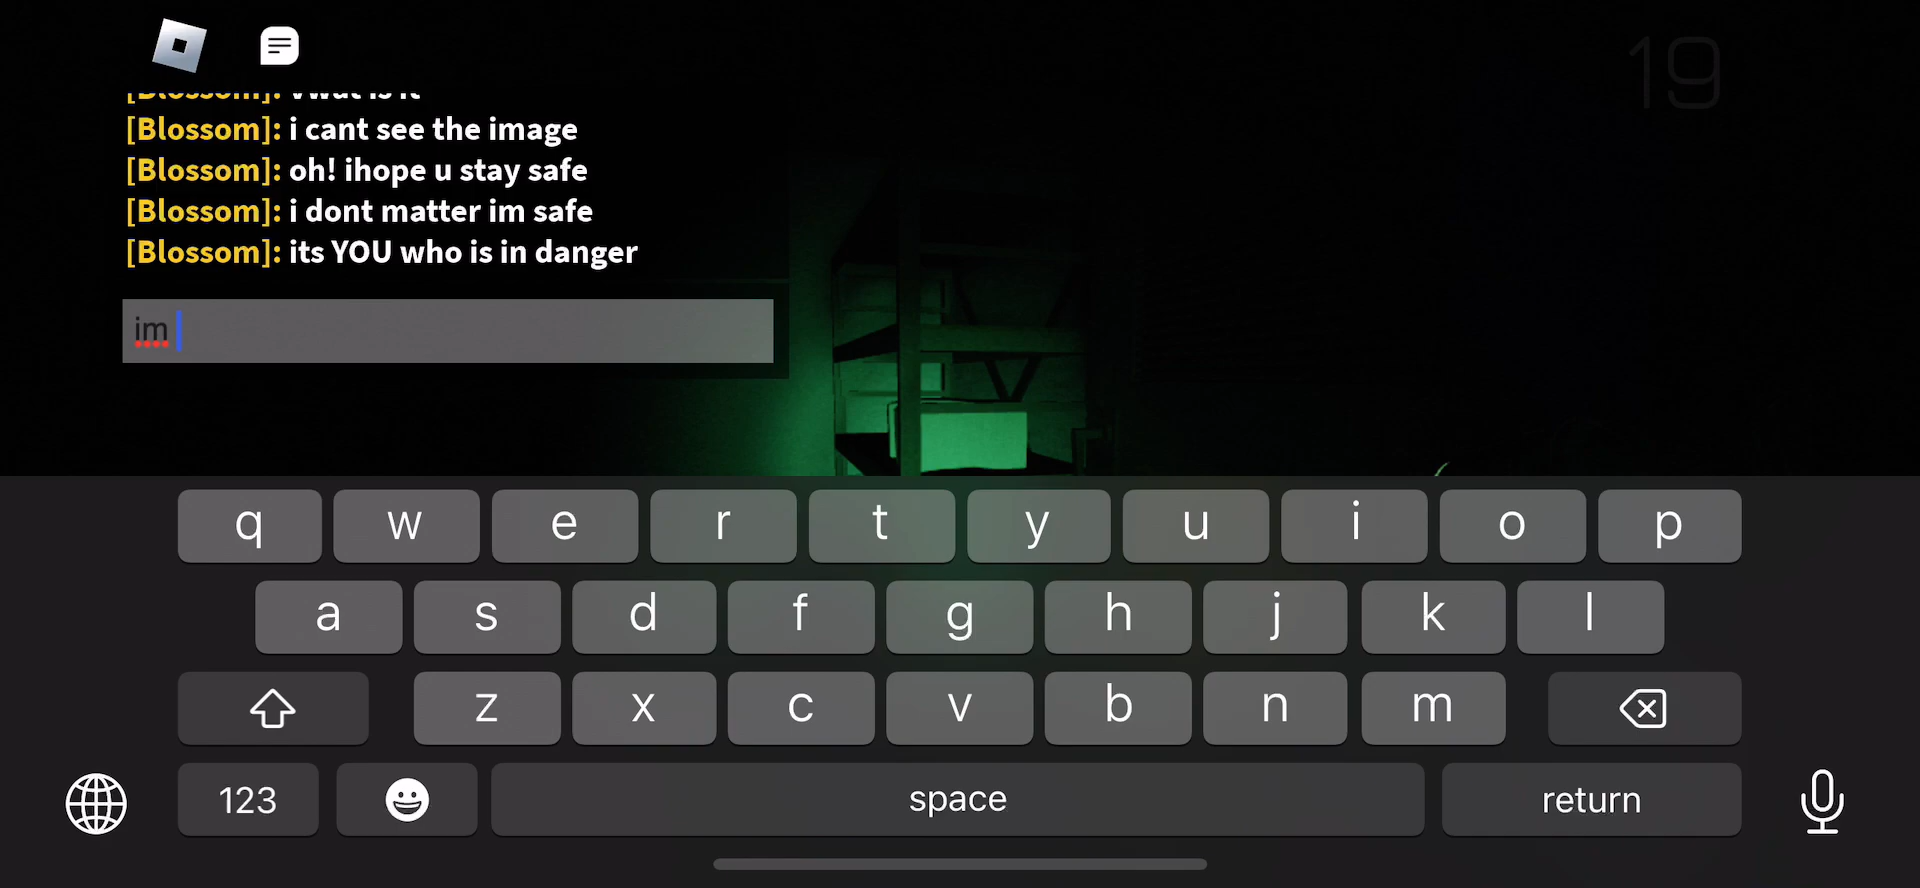 19
[Blossom]: i cant see the image
[Blossom]: oh! ihope u stay safe
[Blossom]: i dont matter im safe
[Blossom]: its YOU who is in danger
im
q w e r t y u i o p
a s d f g h j k l
z x c v b n m
123 space return